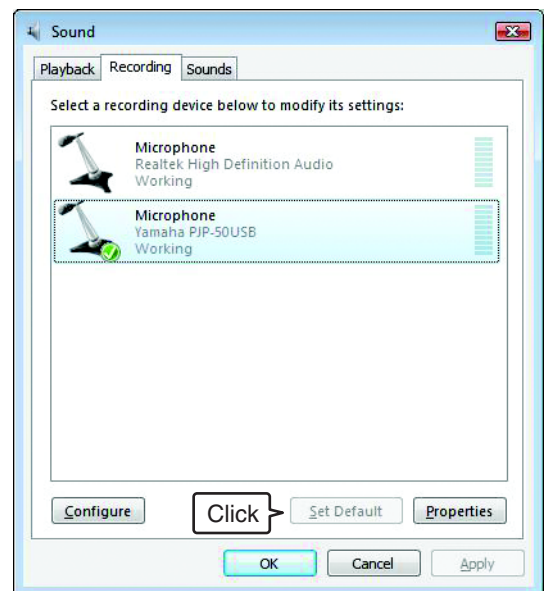 Sound
Playback Recording Sounds
Select a recording device below to modify its settings:
Microphone
Realtek High Definition Audio
Working
Microphone
Yamaha PJP-50USB
Working
Configure Click Set Default Properties
OK Cancel Apply